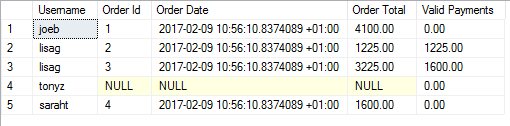 Username Order Id Order Date Order Total Valid Payments
1 joeb 1 2017-02-09 10:56:10.8374089 +01:00 4100.00 0.00
2 lisag 2 2017-02-09 10:56:10.8374089 +01:00 1225.00 1225.00
3 lisag 3 2017-02-09 10:56:10.8374089 +01:00 3225.00 1600.00
4 tonyz NULL NULL NULL 0.00
5 saraht 4 2017-02-09 10:56:10.8374089 +01:00 1600.00 0.00